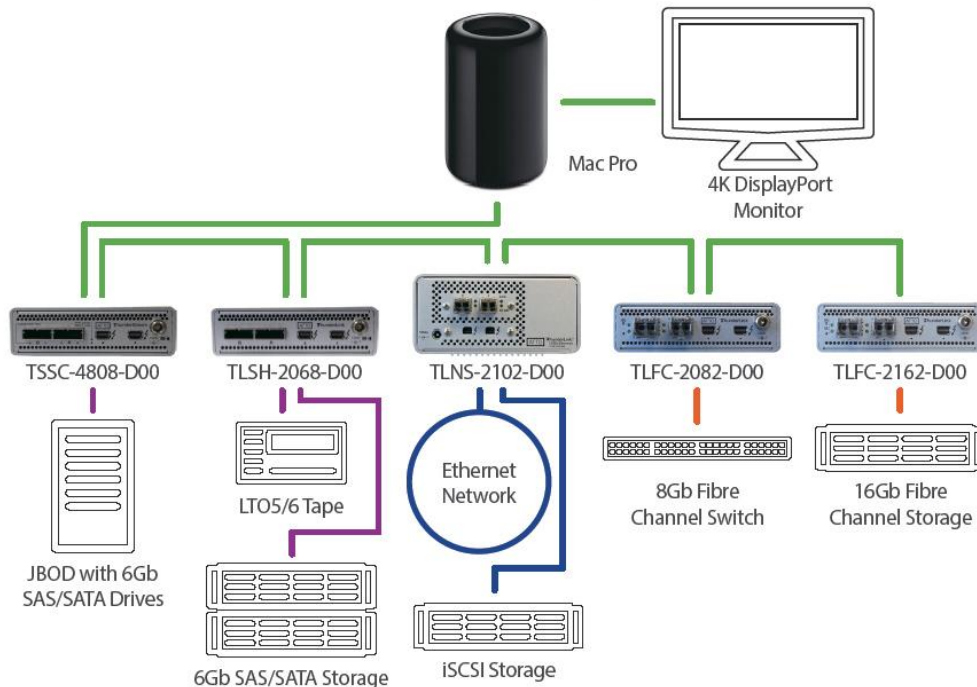 Mac Pro
4K DisplayPort
Monitor
TSSC-4808-D00
TLSH-2068-D00
TLNS-2102-D00
TLFC-2082-D00
TLFC-2162-D00
JBOD with 6Gb
SAS/SATA Drives
LTO5/6 Tape
6Gb SAS/SATA Storage
Ethernet
Network
iSCSI Storage
8Gb Fibre
Channel Switch
16Gb Fibre
Channel Storage